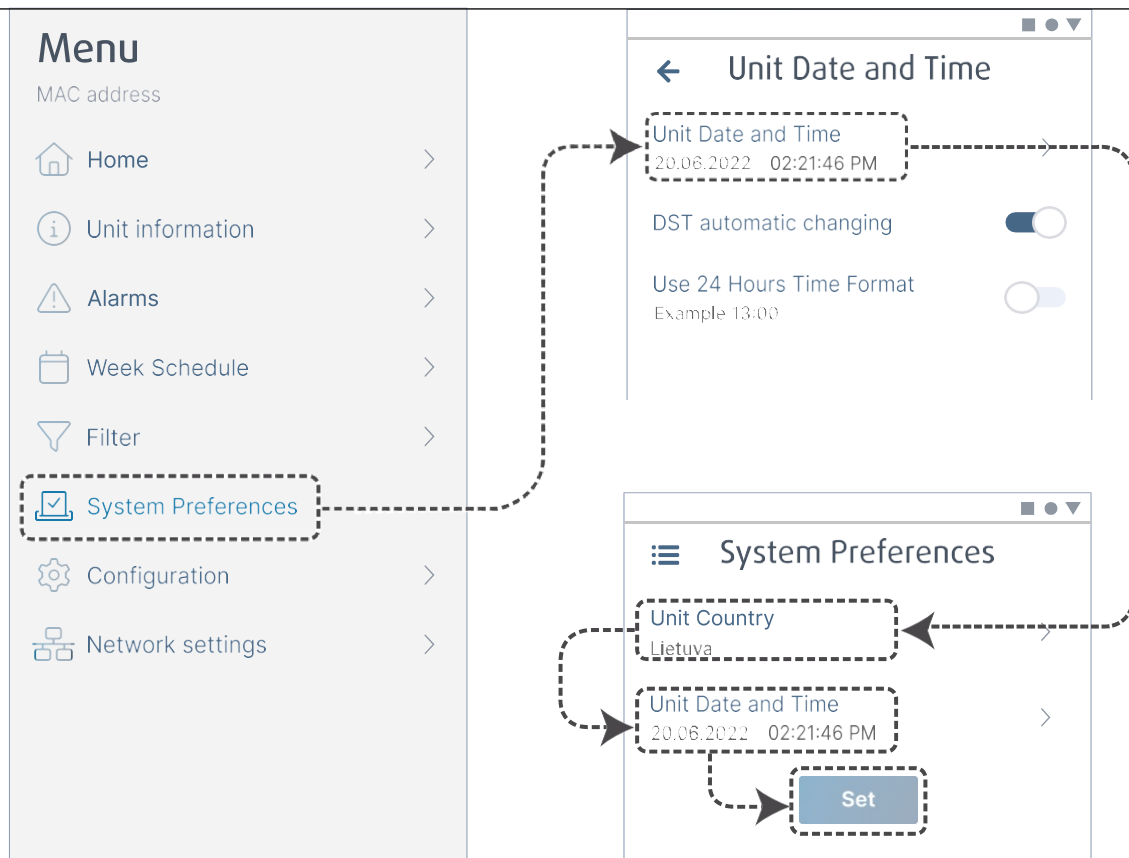 Menu
MAC address
Home
Unit information
Alarms
Week Schedule
Filter
System Preferences
Configuration
Network settings
Unit Date and Time
Unit Date and Time
20.06.2022 02:21:46 PM
DST automatic changing
Use 24 Hours Time Format
Example 13:00
System Preferences
Unit Country
Lietuva
Unit Date and Time
20.06.2022 02:21:46 PM
Set